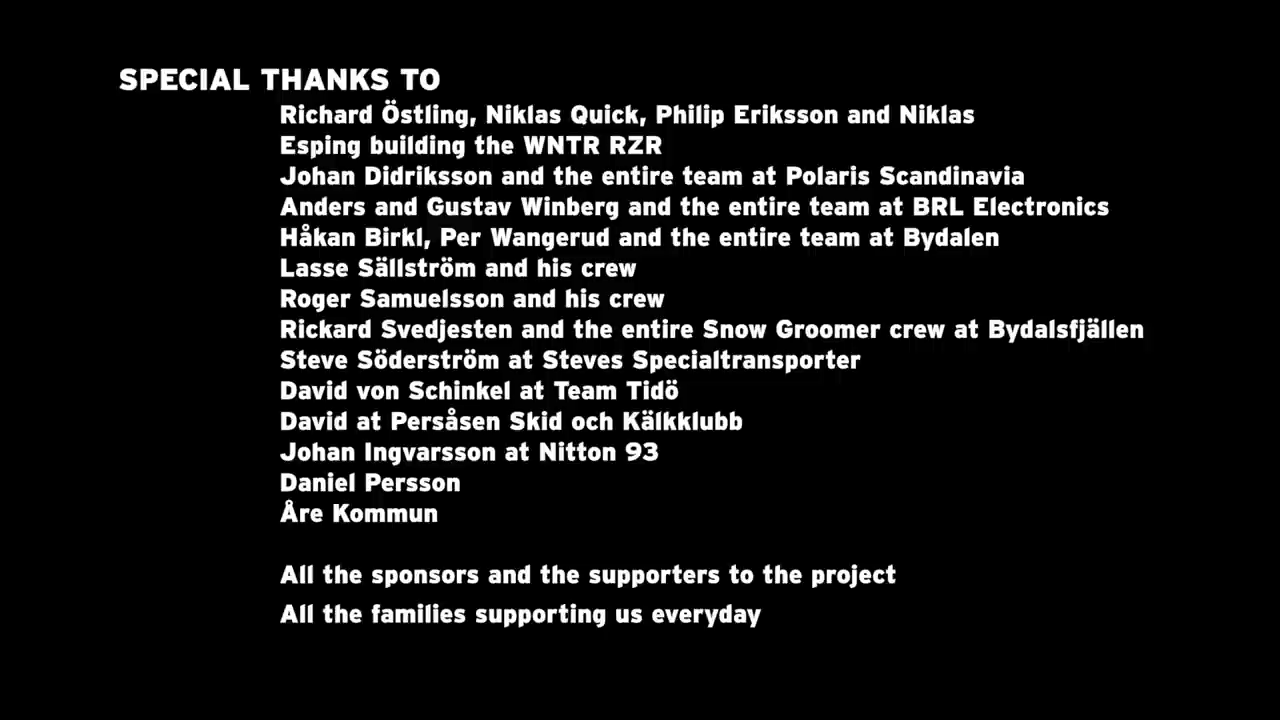 SPECIAL THANKS TO
Richard Östling, Niklas Quick, Philip Eriksson and Niklas
Esping building the WNTR RZR
Johan Didriksson and the entire team at Polaris Scandinavia
Anders and Gustav Winberg and the entire team at BRL Electronics
Håkan Birkl, Per Wangerud and the entire team at Bydalen
Lasse Sällström and his crew
Roger Samuelsson and his crew
Rickard Svedjesten and the entire Snow Groomer crew at Bydalsfjällen
Steve Söderström at Steves Specialtransporter
David von Schinkel at Team Tidö
David at Persåsen Skid och Kälkklubb
Johan Ingvarsson at Nitton 93
Daniel Persson
Åre Kommun
All the sponsors and the supporters to the project
All the families supporting us everyday